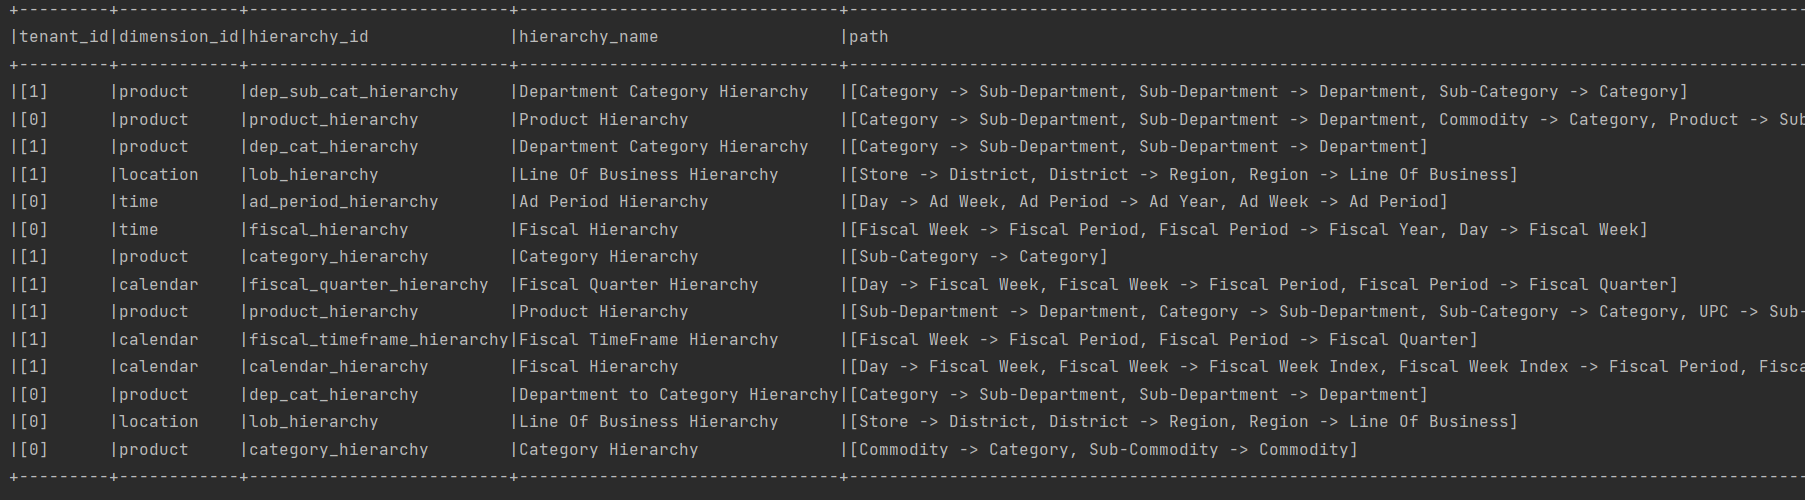 +---------+------------+--------------------------+--------------------------------+------------------------------------------------------------------------------------------------
|tenant_id|dimension_id|hierarchy_id              |hierarchy_name                  |path
+---------+------------+--------------------------+--------------------------------+------------------------------------------------------------------------------------------------
|[1]      |product     |dep_sub_cat_hierarchy     |Department Category Hierarchy   |[Category -> Sub-Department, Sub-Department -> Department, Sub-Category -> Category]
|[0]      |product     |product_hierarchy         |Product Hierarchy               |[Category -> Sub-Department, Sub-Department -> Department, Commodity -> Category, Product -> Sub
|[1]      |product     |dep_cat_hierarchy         |Department Category Hierarchy   |[Category -> Sub-Department, Sub-Department -> Department]
|[1]      |location    |lob_hierarchy             |Line Of Business Hierarchy      |[Store -> District, District -> Region, Region -> Line Of Business]
|[0]      |time        |ad_period_hierarchy       |Ad Period Hierarchy             |[Day -> Ad Week, Ad Period -> Ad Year, Ad Week -> Ad Period]
|[0]      |time        |fiscal_hierarchy          |Fiscal Hierarchy                |[Fiscal Week -> Fiscal Period, Fiscal Period -> Fiscal Year, Day -> Fiscal Week]
|[1]      |product     |category_hierarchy        |Category Hierarchy              |[Sub-Category -> Category]
|[1]      |calendar    |fiscal_quarter_hierarchy  |Fiscal Quarter Hierarchy        |[Day -> Fiscal Week, Fiscal Week -> Fiscal Period, Fiscal Period -> Fiscal Quarter]
|[1]      |product     |product_hierarchy         |Product Hierarchy               |[Sub-Department -> Department, Category -> Sub-Department, Sub-Category -> Category, UPC -> Sub-
|[1]      |calendar    |fiscal_timeframe_hierarchy|Fiscal TimeFrame Hierarchy      |[Fiscal Week -> Fiscal Period, Fiscal Period -> Fiscal Quarter]
|[1]      |calendar    |calendar_hierarchy        |Fiscal Hierarchy                |[Day -> Fiscal Week, Fiscal Week -> Fiscal Week Index, Fiscal Week Index -> Fiscal Period, Fisca
|[0]      |product     |dep_cat_hierarchy         |Department to Category Hierarchy|[Category -> Sub-Department, Sub-Department -> Department]
|[0]      |location    |lob_hierarchy             |Line Of Business Hierarchy      |[Store -> District, District -> Region, Region -> Line Of Business]
|[0]      |product     |category_hierarchy        |Category Hierarchy              |[Commodity -> Category, Sub-Commodity -> Commodity]
+---------+------------+--------------------------+--------------------------------+------------------------------------------------------------------------------------------------